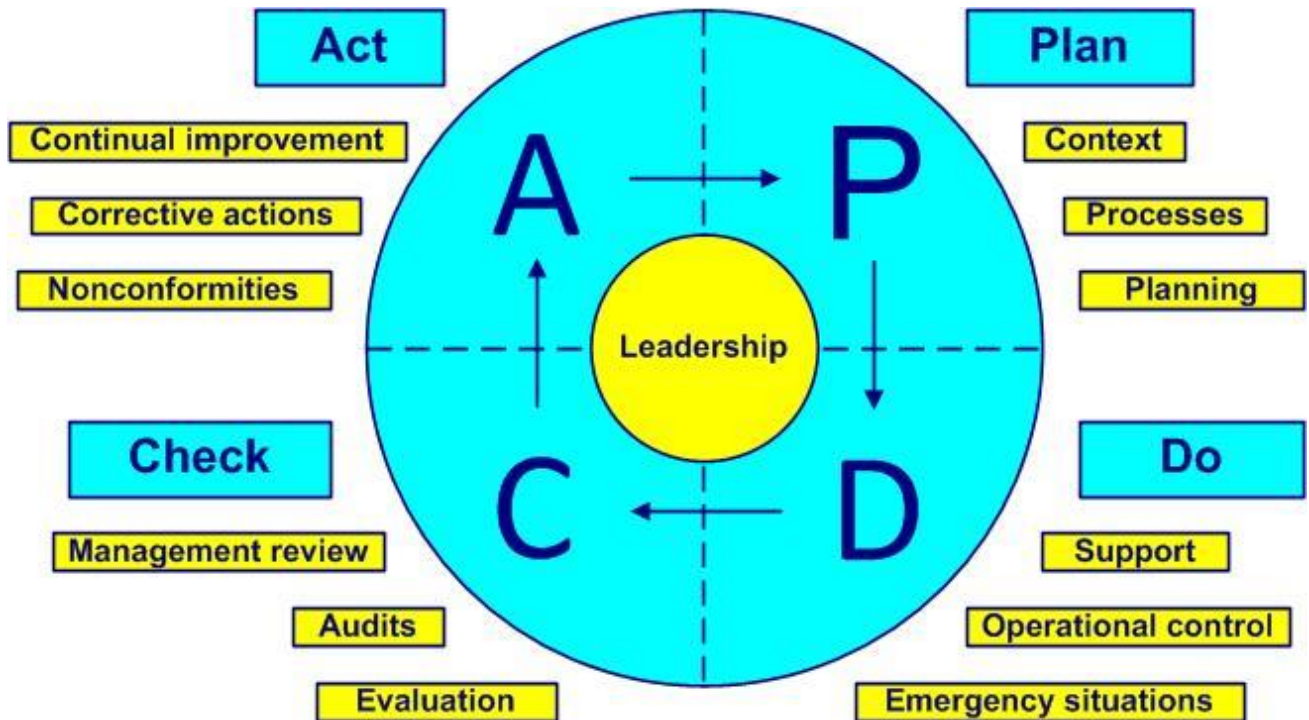 Act
Plan
Continual improvement
Context
Corrective actions
Processes
Nonconformities
Planning
A
P
Leadership
Check
Do
C
D
Management review
Support
Audits
Operational control
Evaluation
Emergency situations